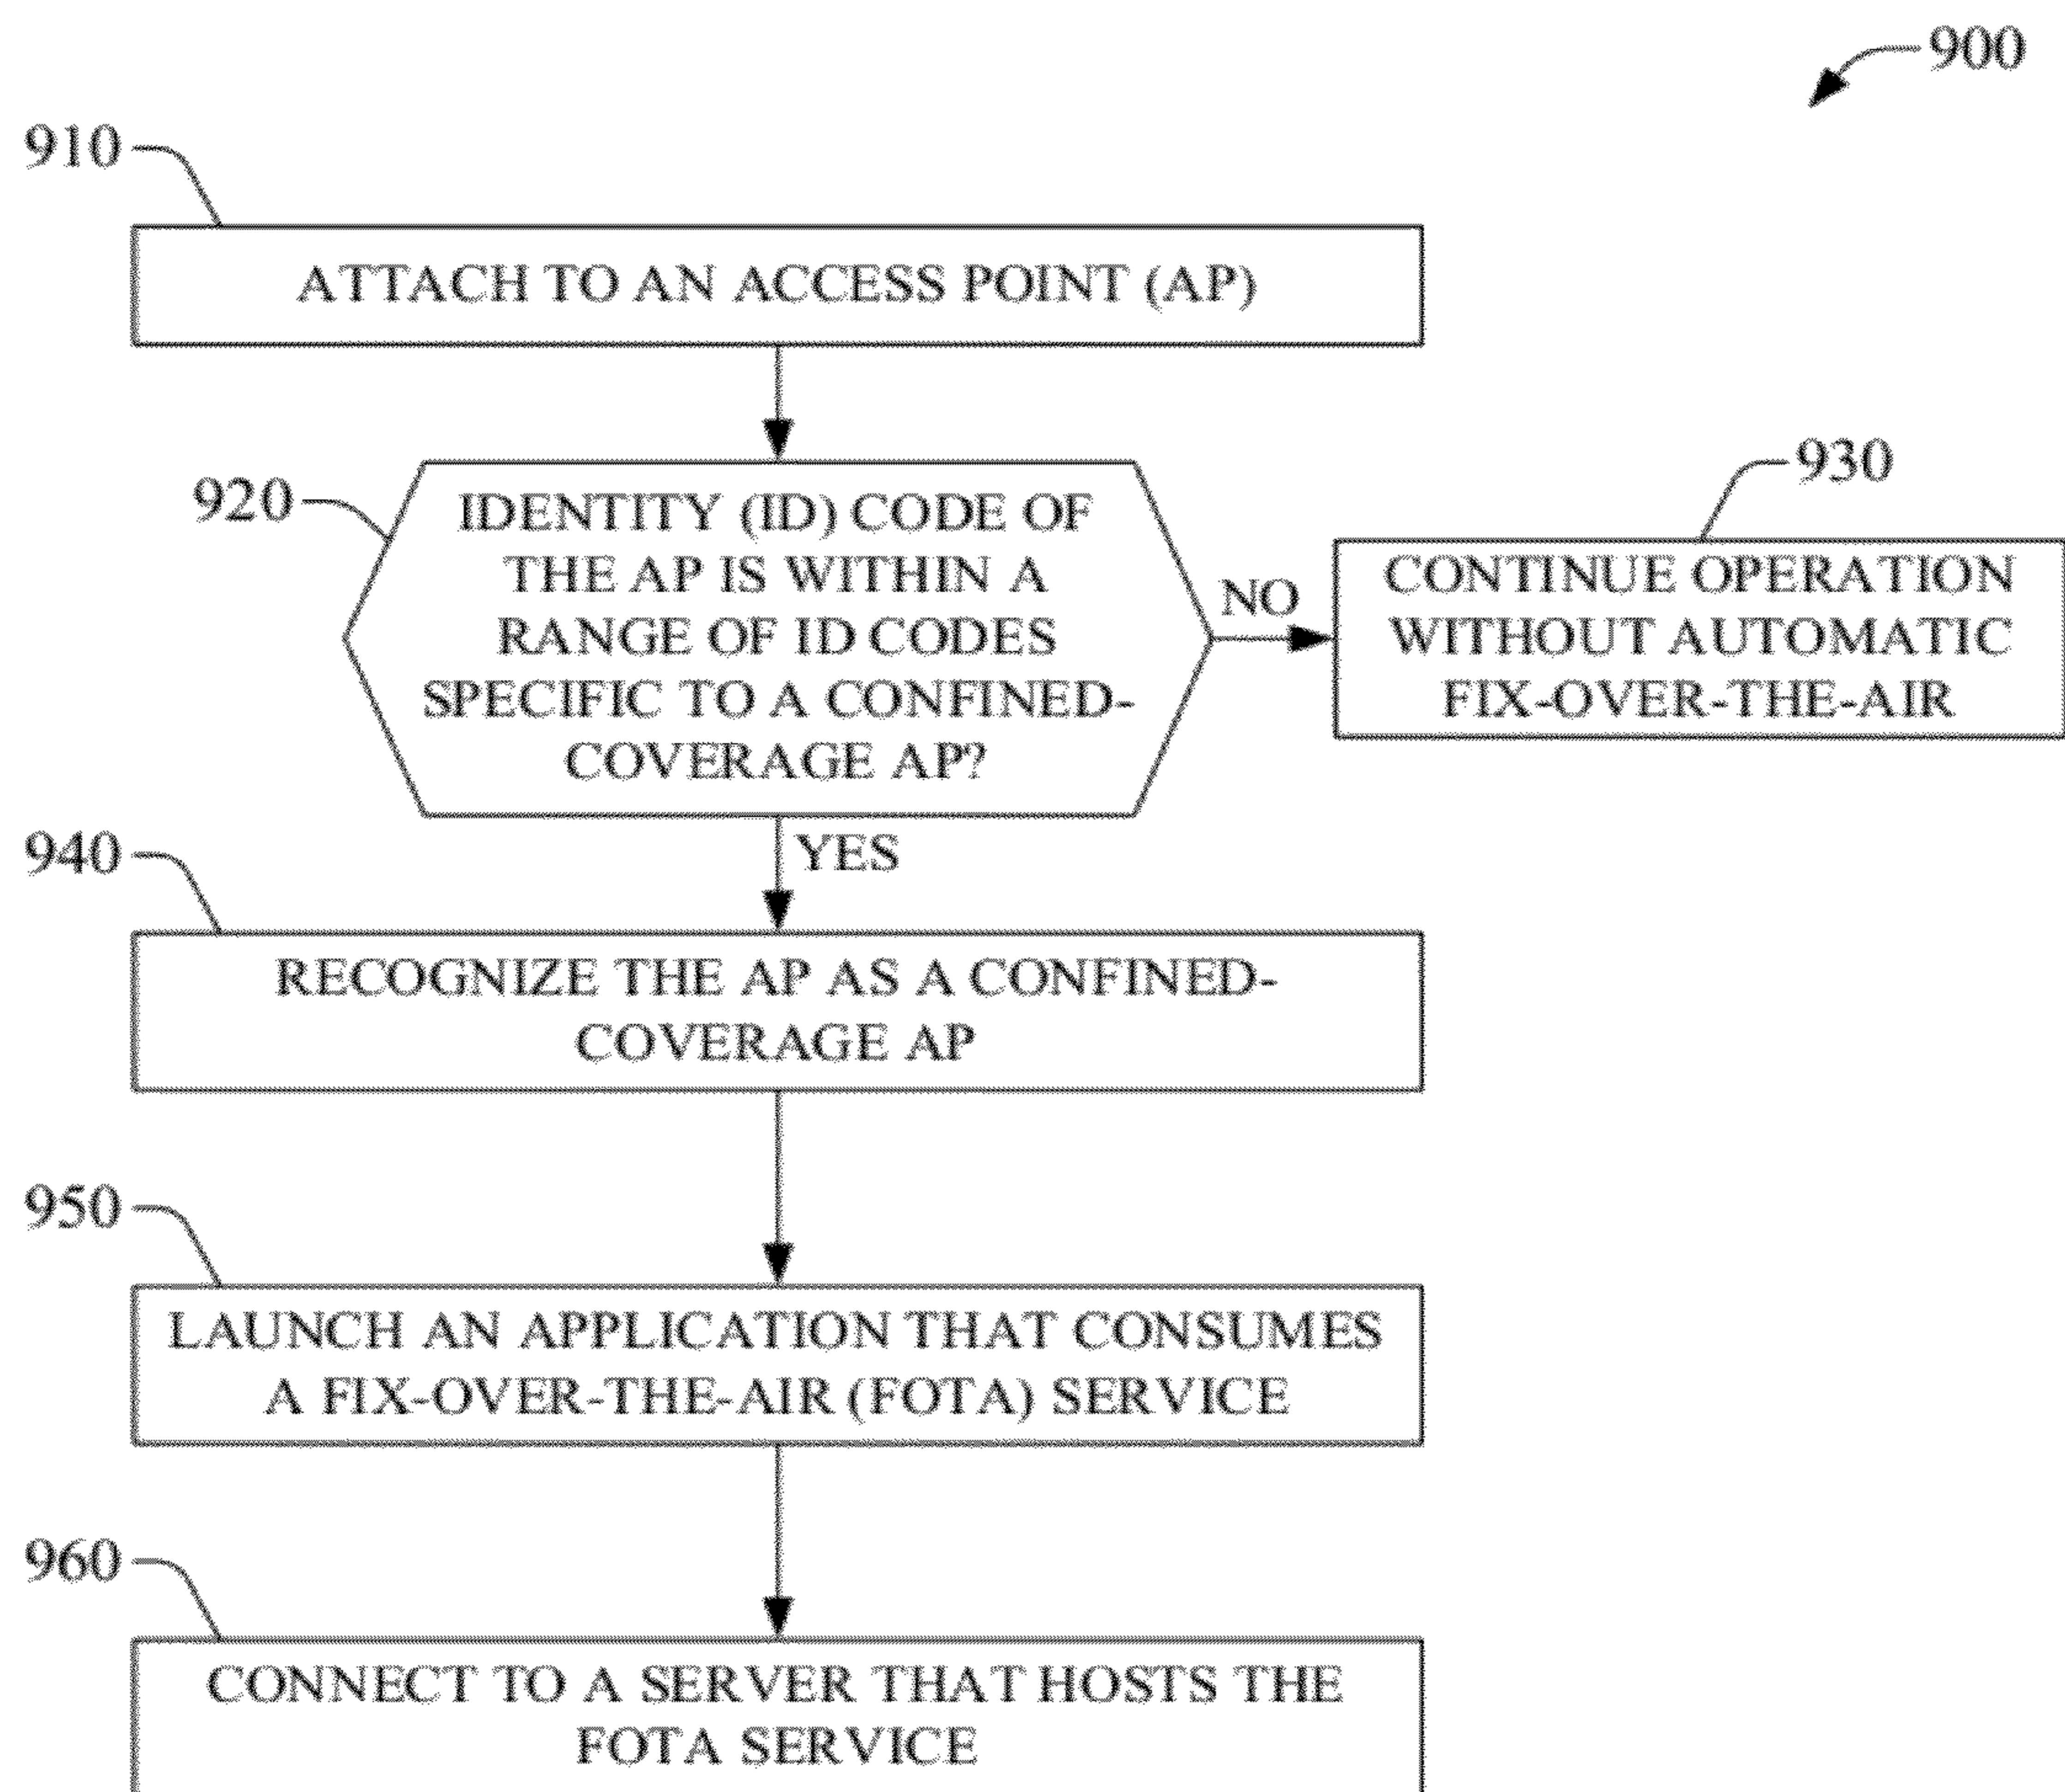 900
910
ATTACH TO AN ACCESS POINT (AP)
920
IDENTITY (ID) CODE OF
THE AP IS WITHIN A
RANGE OF ID CODES
SPECIFIC TO A CONFINED-
COVERAGE AP?
NO
930
CONTINUE OPERATION
WITHOUT AUTOMATIC
FIX-OVER-THE-AIR
YES
940
RECOGNIZE THE AP AS A CONFINED-
COVERAGE AP
950
LAUNCH AN APPLICATION THAT CONSUMES
A FIX-OVER-THE-AIR (FOTA) SERVICE
960
CONNECT TO A SERVER THAT HOSTS THE
FOTA SERVICE